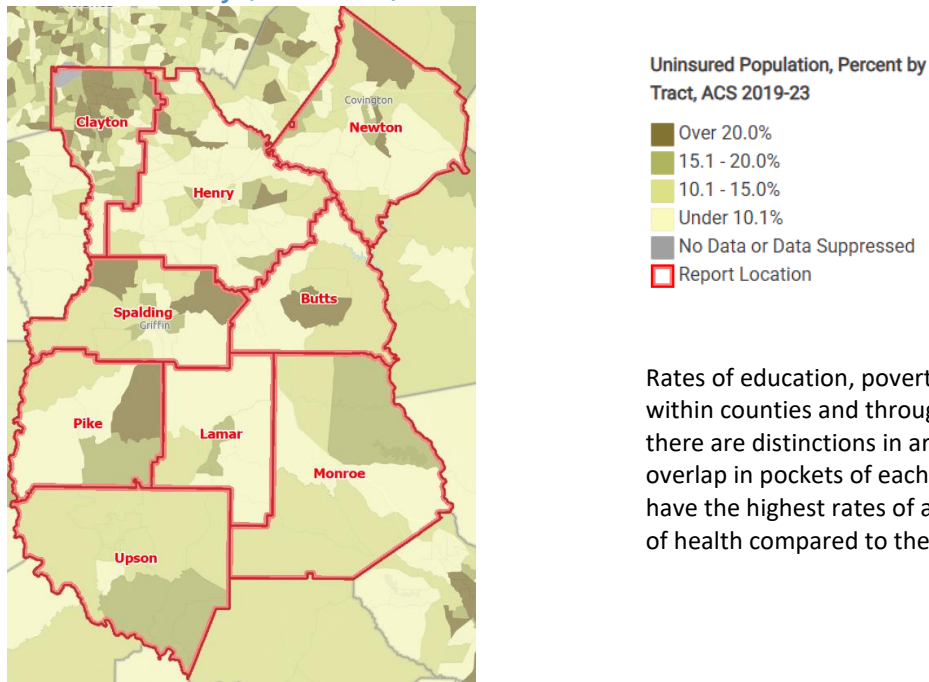 Covington
Clayton
Newton
Henry
Butts
Spalding
Griffin
Pike
Lamar
Monroe
Upson
Uninsured Population, Percent by
Tract, ACS 2019-23
Over 20.0%
15.1 - 20.0%
10.1 - 15.0%
Under 10.1%
No Data or Data Suppressed
Report Location
Rates of education, povert
within counties and throug
there are distinctions in ar
overlap in pockets of each
have the highest rates of a
of health compared to the